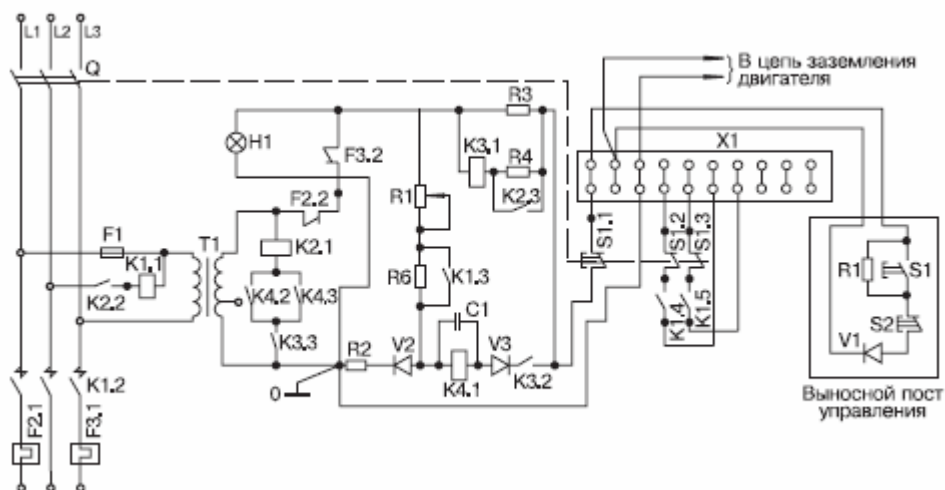 L1 L2 L3
Q
В цепь заземления
двигателя
R3
H1
F3.2
K3.1
R4
K2.3
X1
R1
F2.2
F1
T1
K2.1
S1.1
S1.2
S1.3
K1.1
K2.2
R6
K1.3
K4.2
K4.3
C1
K1.4
K1.5
R1
S1
S2
V1
K3.3
R2
V2
V3
K4.1
K3.2
0
K1.2
F2.1
F3.1
Выносной пост
управления